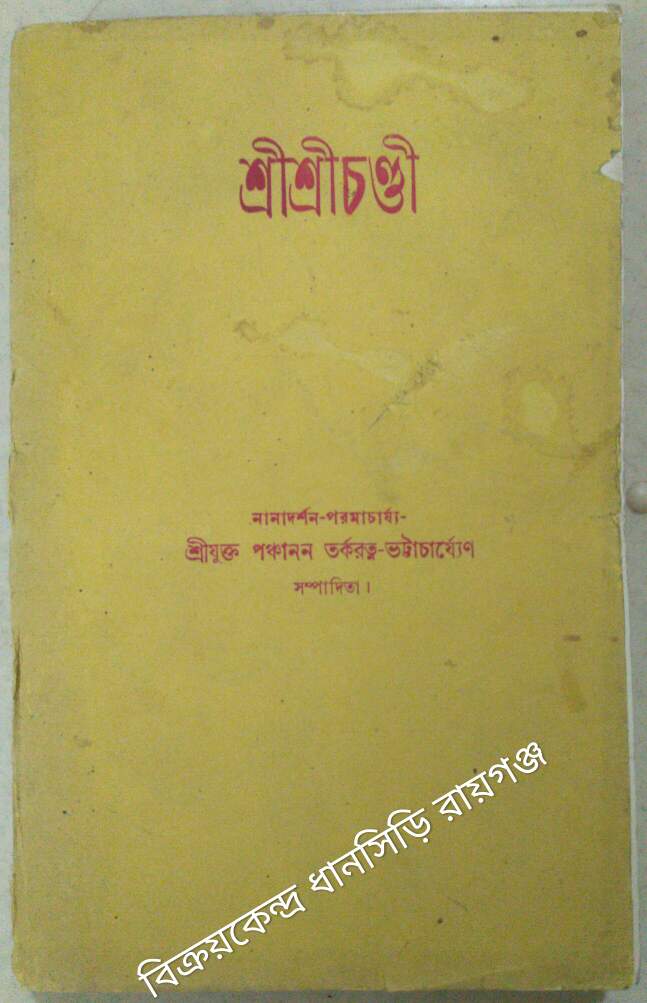 শ্রীশ্রীচণ্ডী
নানাদর্শন-পরমাচার্য্য-
শ্রীযুক্ত পঞ্চানন তর্করত্ন-ভট্টাচার্য্যেণ
সম্পাদিতা।
বিক্রয়কেন্দ্র ধানসিড়ি রায়গঞ্জ